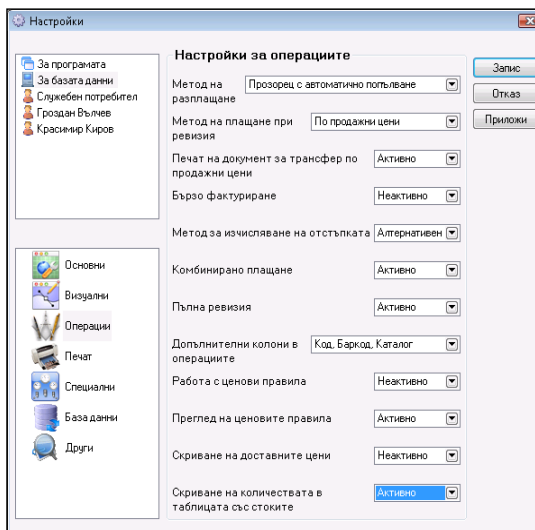 Настройки
За програмата
За базата данни
Служебен потребител
Гроздан Вълчев
Красимир Киров
Основни
Визуални
Операции
Печат
Специални
База данни
Други
Настройки за операциите
Метод на разплащане
Прозорец с автоматично попълване
Метод на плащане при ревизия
По продажни цени
Печат на документ за трансфер по продажни цени
Активно
Бързо фактуриране
Неактивно
Метод за изчисляване на отстъпката
Алтернативен
Комбинирано плащане
Активно
Пълна ревизия
Активно
Допълнителни колони в операциите
Код, Баркод, Каталог
Работа с ценови правила
Неактивно
Преглед на ценовите правила
Активно
Скриване на доставните цени
Неактивно
Скриване на количествата в таблицата със стоките
Активно
Запис
Отказ
Приложи